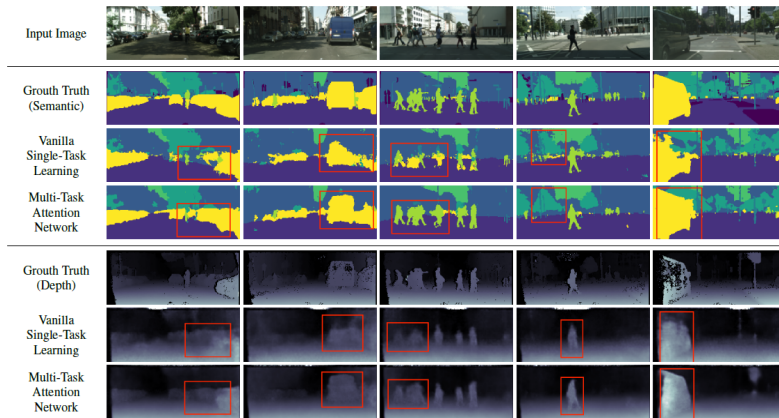 Input Image
Grouth Truth
(Semantic)
Vanilla
Single-Task
Learning
Multi-Task
Attention
Network
Grouth Truth
(Depth)
Vanilla
Single-Task
Learning
Multi-Task
Attention
Network